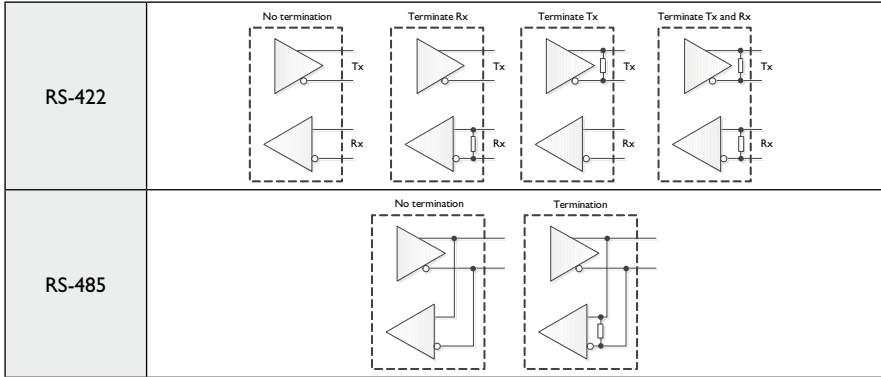 RS-422
No termination
Terminate Rx
Terminate Tx
Terminate Tx and Rx
Tx
Tx
Tx
Tx
Rx
Rx
Rx
Rx
RS-485
No termination
Termination